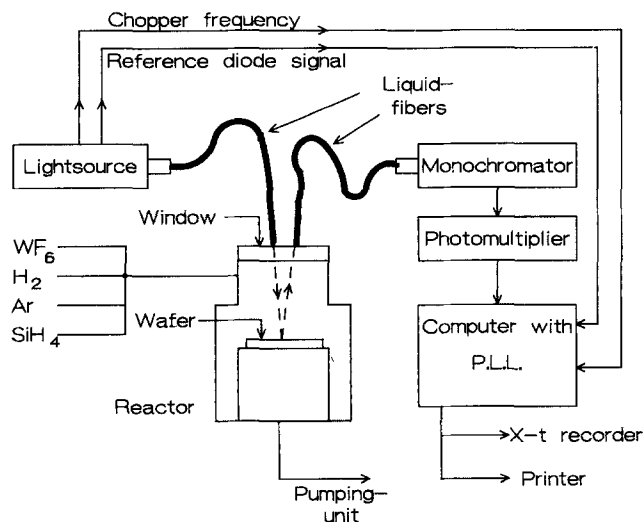 Chopper frequency
Reference diode signal
Liquid-
fibers
Lightsource
Monochromator
Window
Photomultiplier
WF₆
H₂
Ar
SiH₄
Wafer
Computer with
P.L.L.
Reactor
X-t recorder
Printer
Pumping-
unit